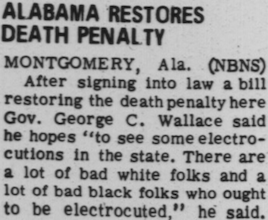 ALABAMA RESTORES
DEATH PENALTY
MONTGOMERY, Ala. (NBNS)
After signing into law a bill
restoring the death penalty here
Gov. George C. Wallace said
he hopes "to see some electro-
cutions in the state. There are
a lot of bad white folks and a
lot of bad black folks who ought
to be electrocuted," he said.